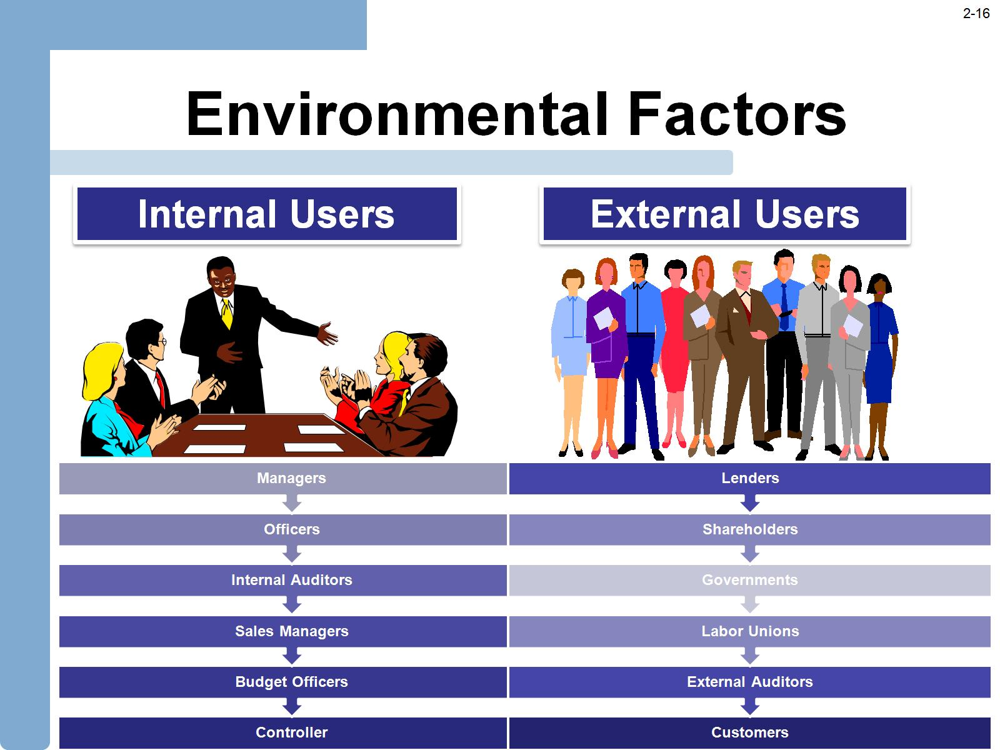 2-16
Environmental Factors
Internal Users
External Users
Managers
Officers
Internal Auditors
Sales Managers
Budget Officers
Controller
Lenders
Shareholders
Governments
Labor Unions
External Auditors
Customers